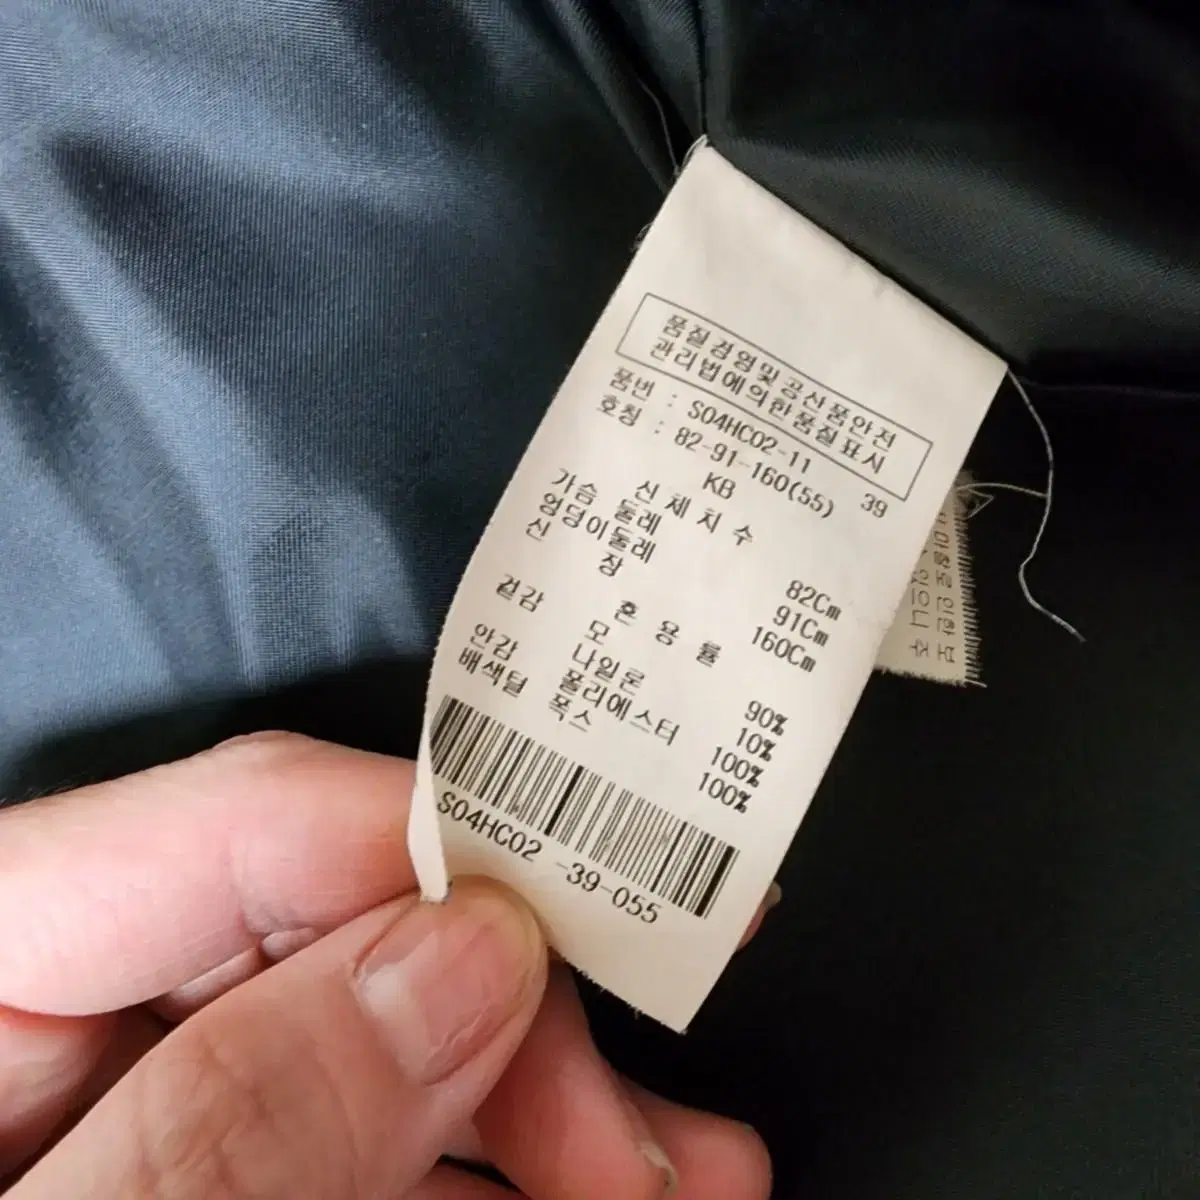 품질경영및공산품안전
관리법에의한품질표시
품번 : S04HC02-11 39
호칭 : 82-91-160(55)
KB
신체치수
가슴둘레 82Cm
엉덩이둘레 91Cm
신장 160Cm
혼용률
겉감 모 90%
나일론 10%
안감 폴리에스터 100%
배색털 폭스 100%
S04HC02 -39-055